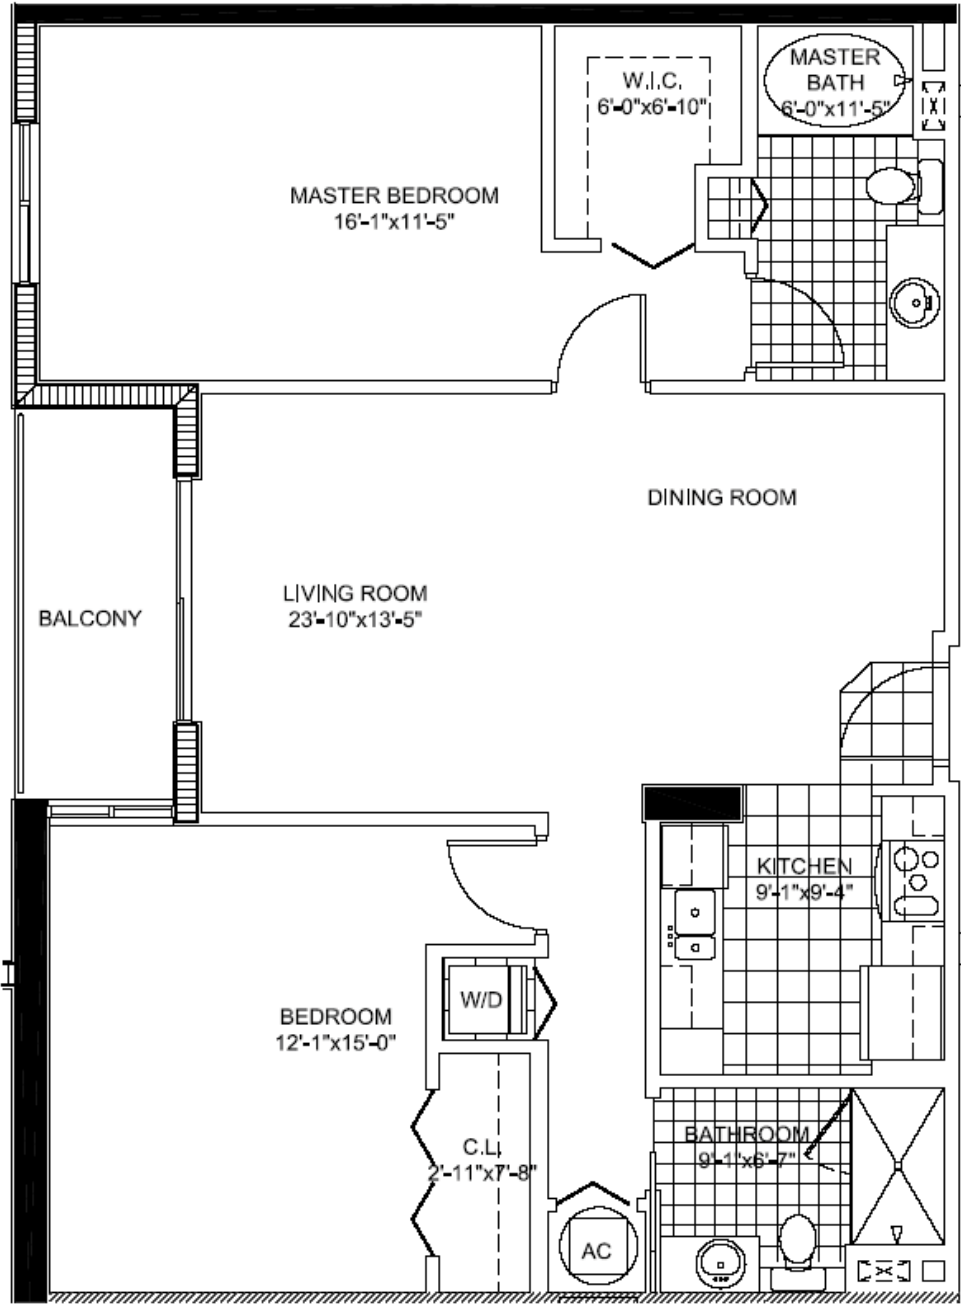 MASTER
BATH
6'-0"x11'-5"
W.I.C.
6'-0"x6'-10"
MASTER BEDROOM
16'-1"x11'-5"
DINING ROOM
LIVING ROOM
23'-10"x13'-5"
BALCONY
KITCHEN
9'-1"x9'-4"
W/D
BEDROOM
12'-1"x15'-0"
BATHROOM
9'-1"x6'-7"
C.L.
2'-11"x7'-8"
AC